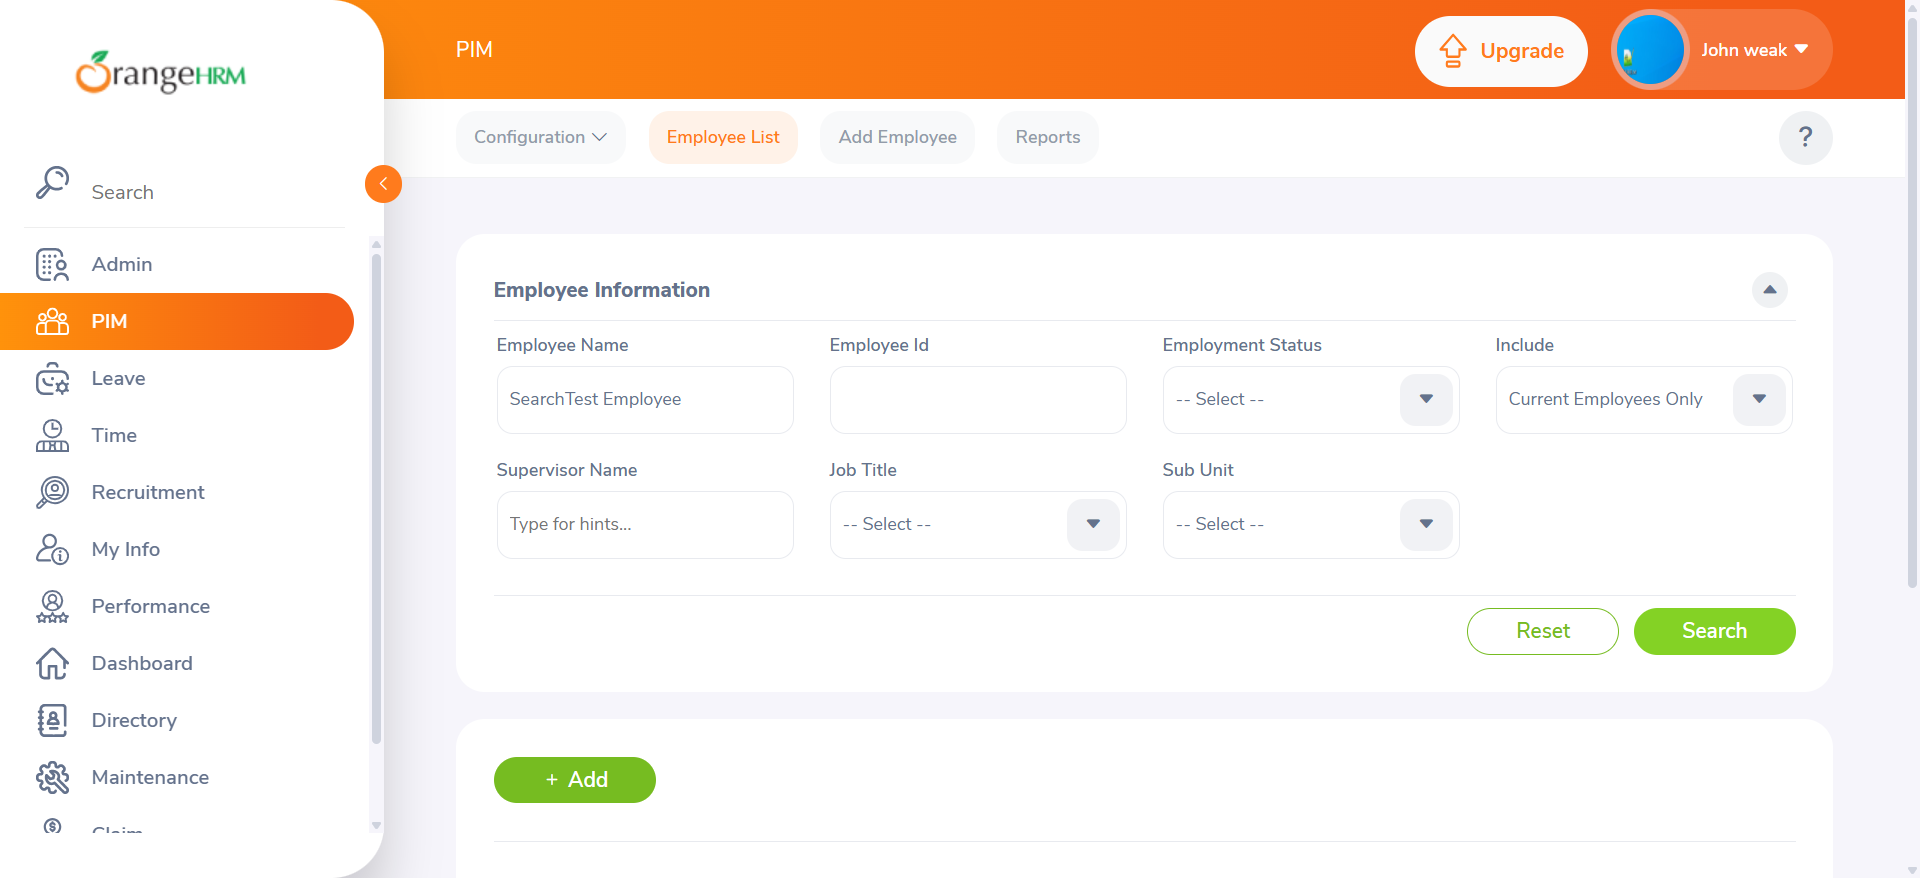 OrangeHRM
Search
Admin
PIM
Leave
Time
Recruitment
My Info
Performance
Dashboard
Directory
Maintenance
Claim
PIM
Upgrade
John weak
Configuration
Employee List
Add Employee
Reports
?
Employee Information
Employee Name
Employee Id
Employment Status
Include
SearchTest Employee
-- Select --
Current Employees Only
Supervisor Name
Job Title
Sub Unit
Type for hints...
-- Select --
-- Select --
Reset
Search
+ Add